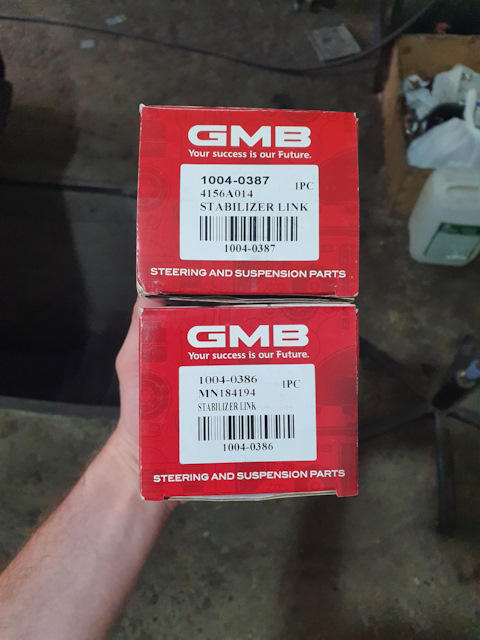 GMB
Your success is our Future.
1004-0387 1PC
4156A014
STABILIZER LINK
1004-0387
STEERING AND SUSPENSION PARTS
GMB
Your success is our Future.
1004-0386 1PC
MN184194
STABILIZER LINK
1004-0386
STEERING AND SUSPENSION PARTS